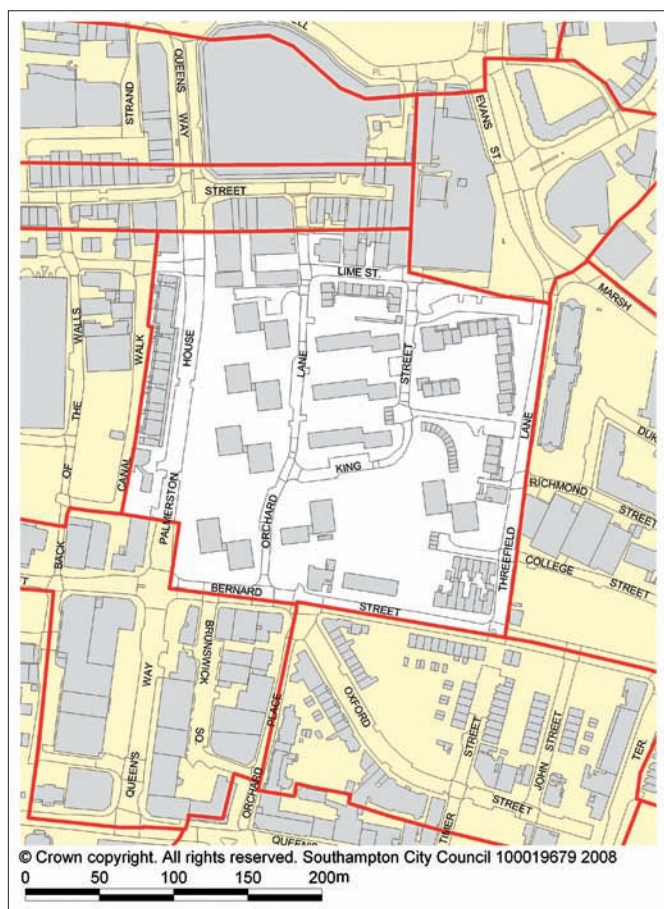 STRAND
QUEENS
WAY
EVANS ST.
STREET
LIME ST.
MARSH
WALLS
THE
OF
BACK
WALK
CANAL
HOUSE
PALMERSTON
LANE
ORCHARD
STREET
KING
LANE
THREEFIELD
DUK
RICHMOND
STREET
COLLEGE
STREET
BERNARD
STREET
BRUNSWICK
SQ
WAY
QUEEN'S
PLACE
ORCHARD
OXFORD
STREET
STREET
JOHN
STREET
TER.
QUEEN'S
© Crown copyright. All rights reserved. Southampton City Council 100019679 2008
0 50 100 150 200m